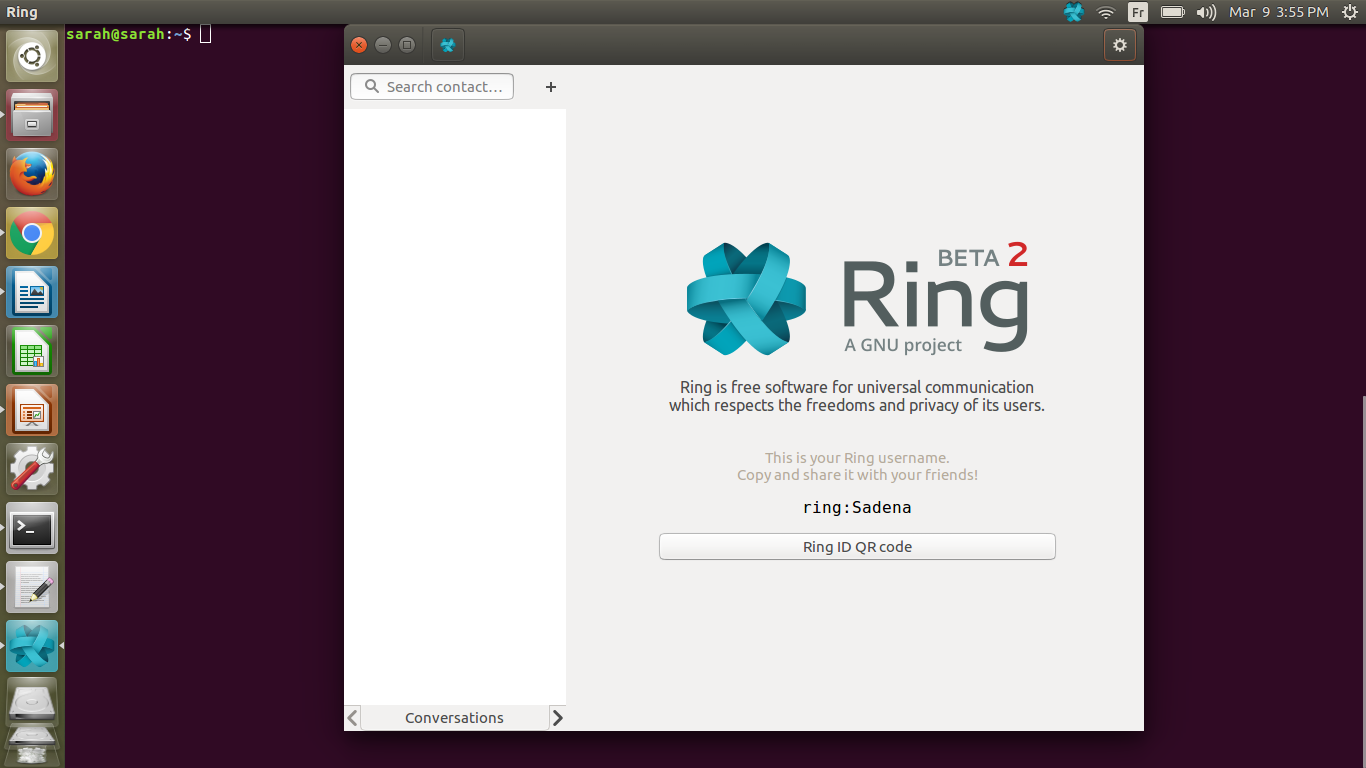 Ring
Fr
Mar 9 3:55 PM
sarah@sarah:~$
Search contact...
+
BETA 2
Ring
A GNU project
Ring is free software for universal communication
which respects the freedoms and privacy of its users.
This is your Ring username.
Copy and share it with your friends!
ring:Sadena
Ring ID QR code
Conversations